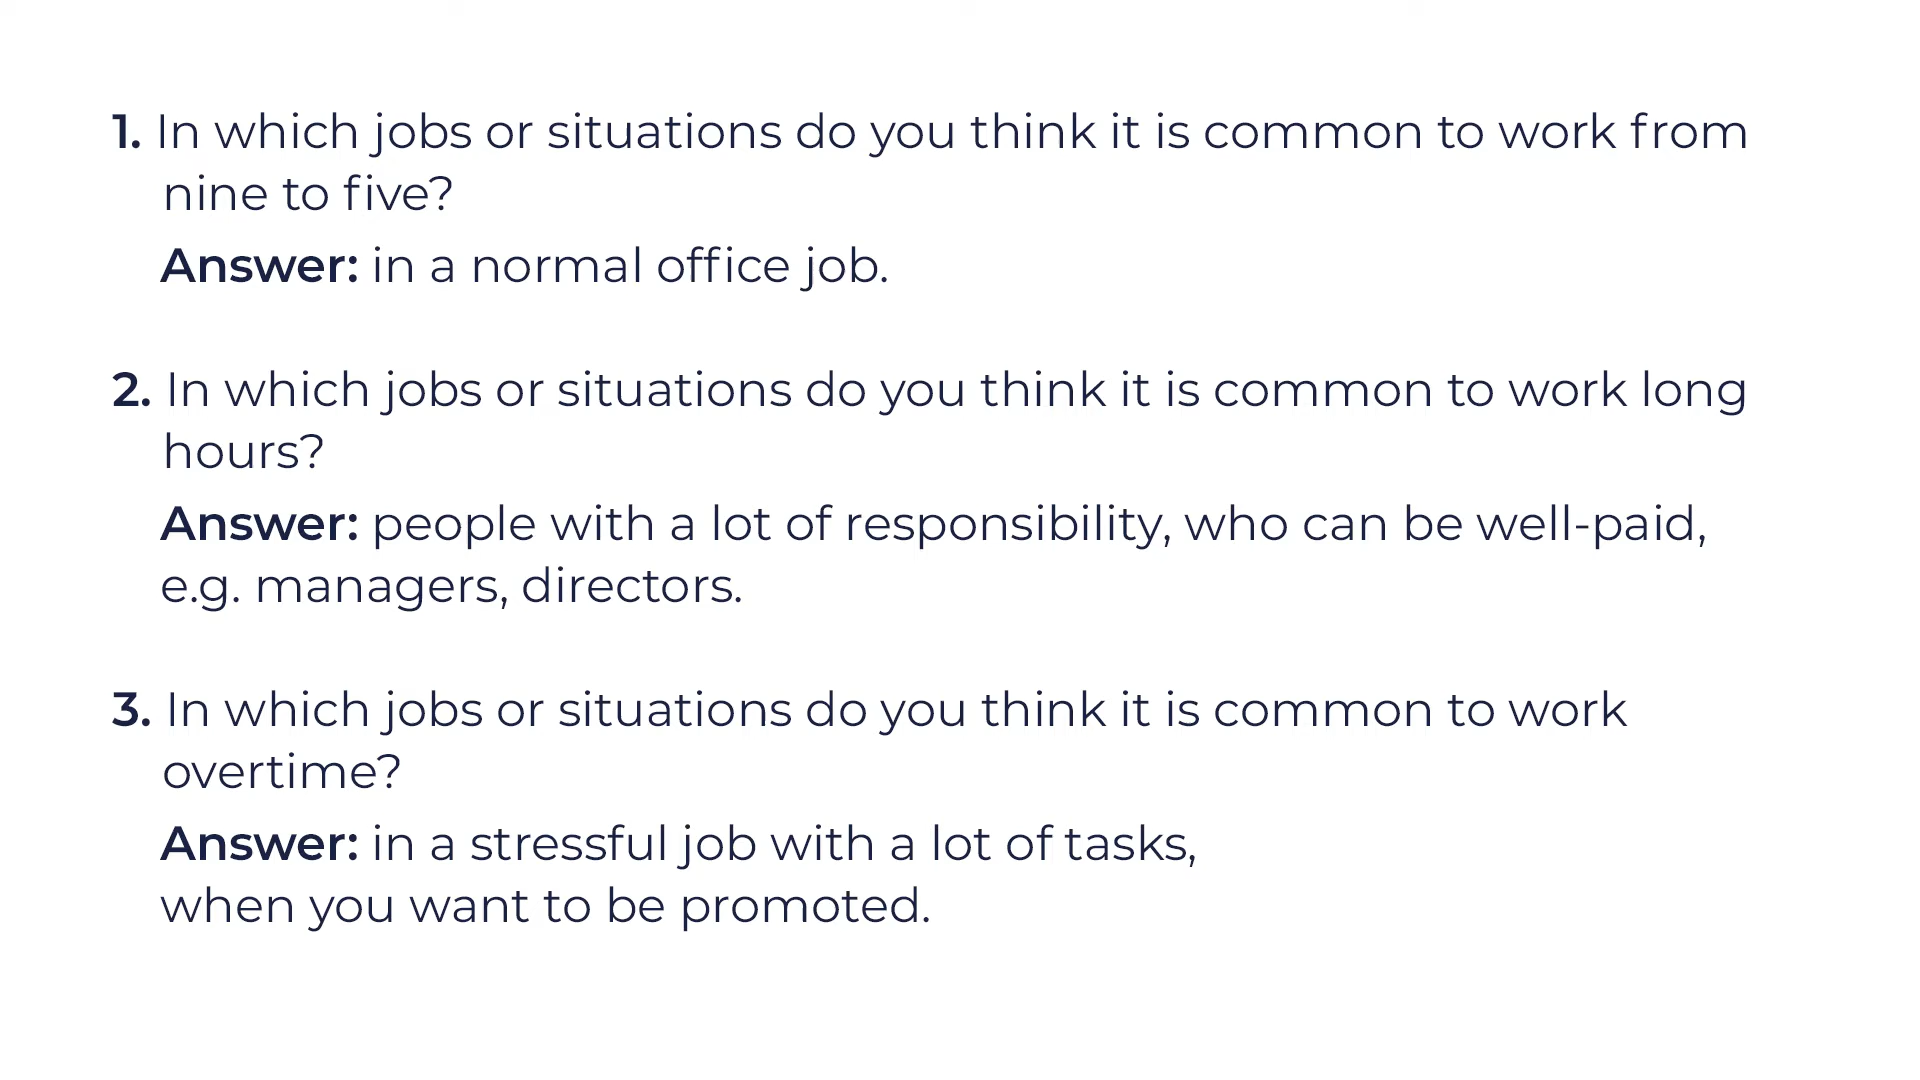 1. In which jobs or situations do you think it is common to work from
nine to five?
Answer: in a normal office job.
2. In which jobs or situations do you think it is common to work long
hours?
Answer: people with a lot of responsibility, who can be well-paid,
e.g. managers, directors.
3. In which jobs or situations do you think it is common to work
overtime?
Answer: in a stressful job with a lot of tasks,
when you want to be promoted.